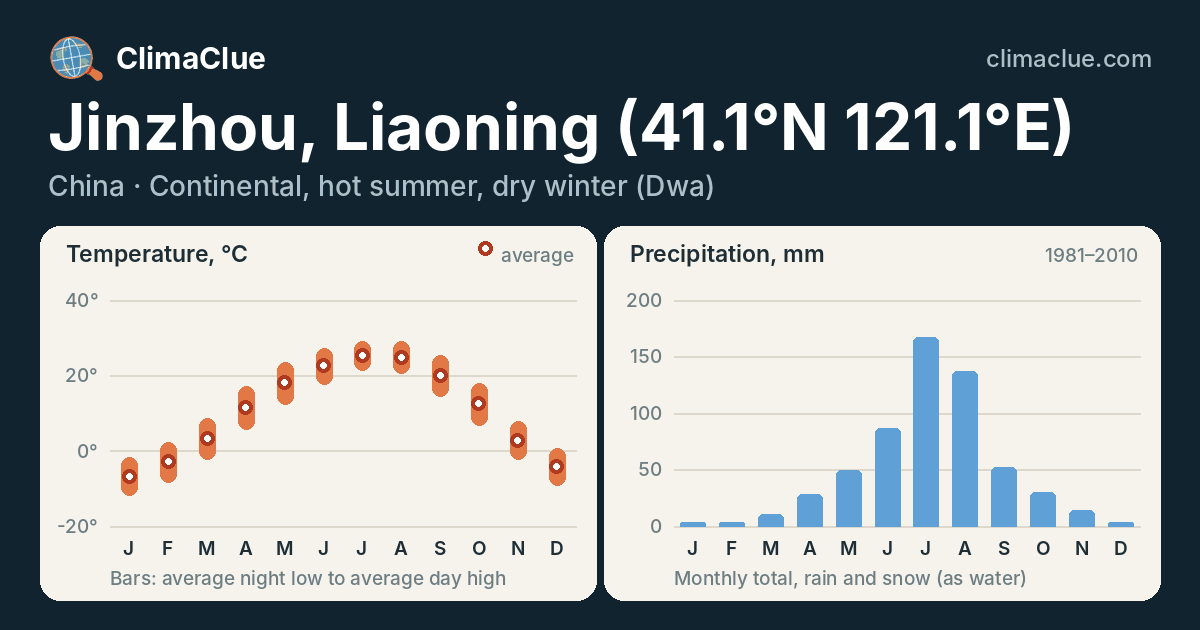 ClimaClue
climaclue.com
Jinzhou, Liaoning (41.1°N 121.1°E)
China · Continental, hot summer, dry winter (Dwa)
Temperature, °C
average
40°
20°
0°
-20°
J F M A M J J A S O N D
Bars: average night low to average day high
Precipitation, mm
1981–2010
200
150
100
50
0
J F M A M J J A S O N D
Monthly total, rain and snow (as water)